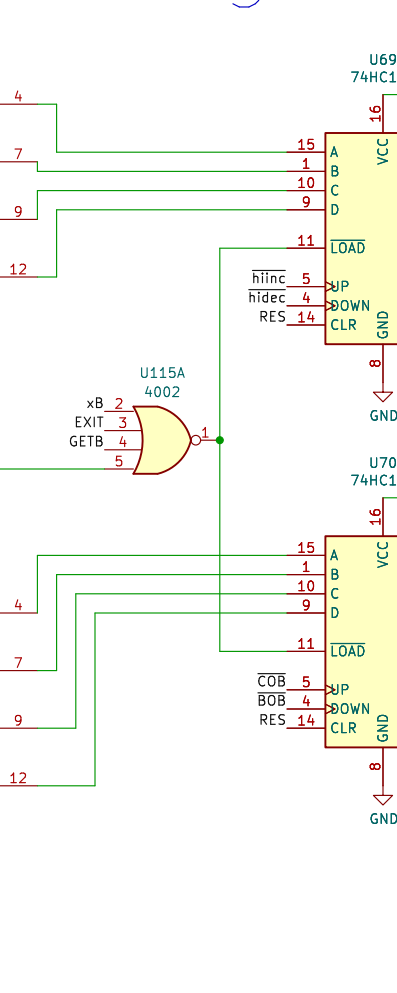 U69
74HC1
4
16
VCC
15 A
7
1 B
10 C
9
9 D
11 LOAD
12
hiinc 5 UP
hidec 4 DOWN
RES 14 CLR
GND
8
U115A
4002
GND
xB 2
EXIT 3
1
GETB 4
5
U70
74HC1
16
VCC
15 A
1 B
10 C
4
9 D
11 LOAD
7
COB 5 UP
BOB 4 DOWN
9
RES 14 CLR
GND
8
12
GND